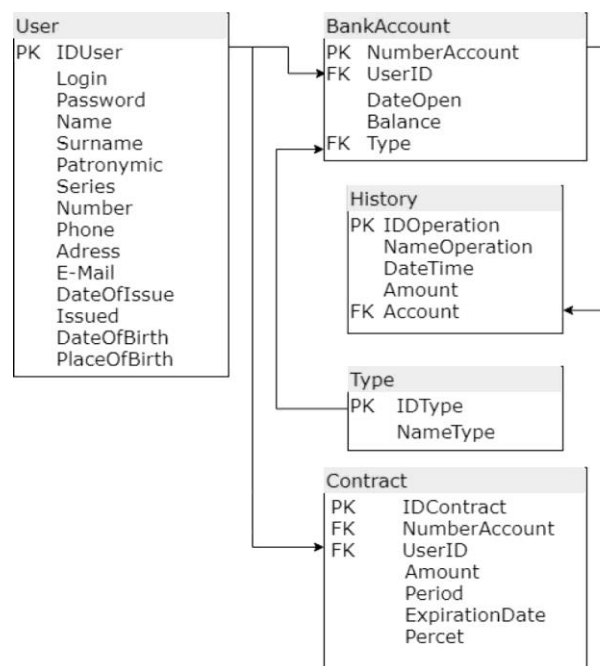 User
PK IDUser
Login
Password
Name
Surname
Patronymic
Series
Number
Phone
Adress
E-Mail
DateOfIssue
Issued
DateOfBirth
PlaceOfBirth
BankAccount
PK NumberAccount
FK UserID
DateOpen
Balance
FK Type
History
PK IDOperation
NameOperation
DateTime
Amount
FK Account
Type
PK IDType
NameType
Contract
PK IDContract
FK NumberAccount
FK UserID
Amount
Period
ExpirationDate
Percet